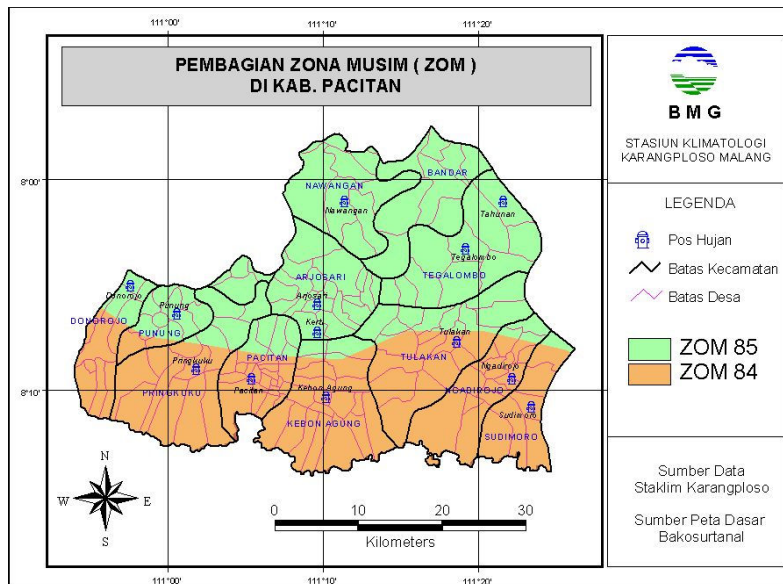 111°00'
111°10'
111°20'
PEMBAGIAN ZONA MUSIM ( ZOM )
DI KAB. PACITAN
8°00'
8°00'
NAWANGAN
Nawangan
BANDAR
Tahunan
Tegalombo
TEGALOMBO
ARJOSARI
Arjosari
Donorojo
Punung
DONOROJO
PUNUNG
Tulakan
Pringkuku
PACITAN
TULAKAN
Ngadirojo
8°10'
8°10'
PRINGKUKU
Pacitan
Kebon Agung
NGADIROJO
KEBON AGUNG
Sudimoro
SUDIMORO
N
W
E
S
0
10
20
30
Kilometers
111°00'
111°10'
111°20'
BMG
STASIUN KLIMATOLOGI
KARANGPLOSO MALANG
LEGENDA
Pos Hujan
Batas Kecamatan
Batas Desa
ZOM 85
ZOM 84
Sumber Data
Staklim Karangploso
Sumber Peta Dasar
Bakosurtanal